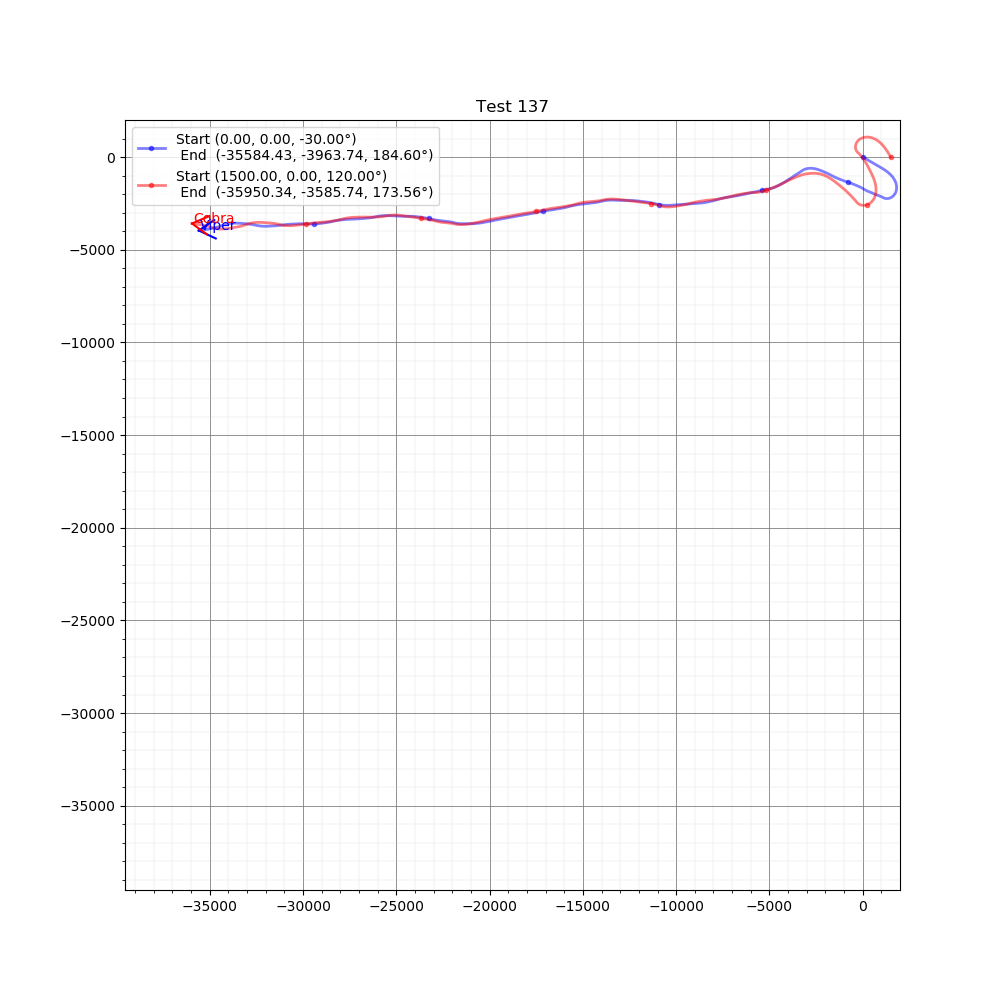 Test 137
Start (0.00, 0.00, -30.00°)
End (-35584.43, -3963.74, 184.60°)
Start (1500.00, 0.00, 120.00°)
End (-35950.34, -3585.74, 173.56°)
Cobra
Viper
0
−5000
−10000
−15000
−20000
−25000
−30000
−35000
−35000 −30000 −25000 −20000 −15000 −10000 −5000 0